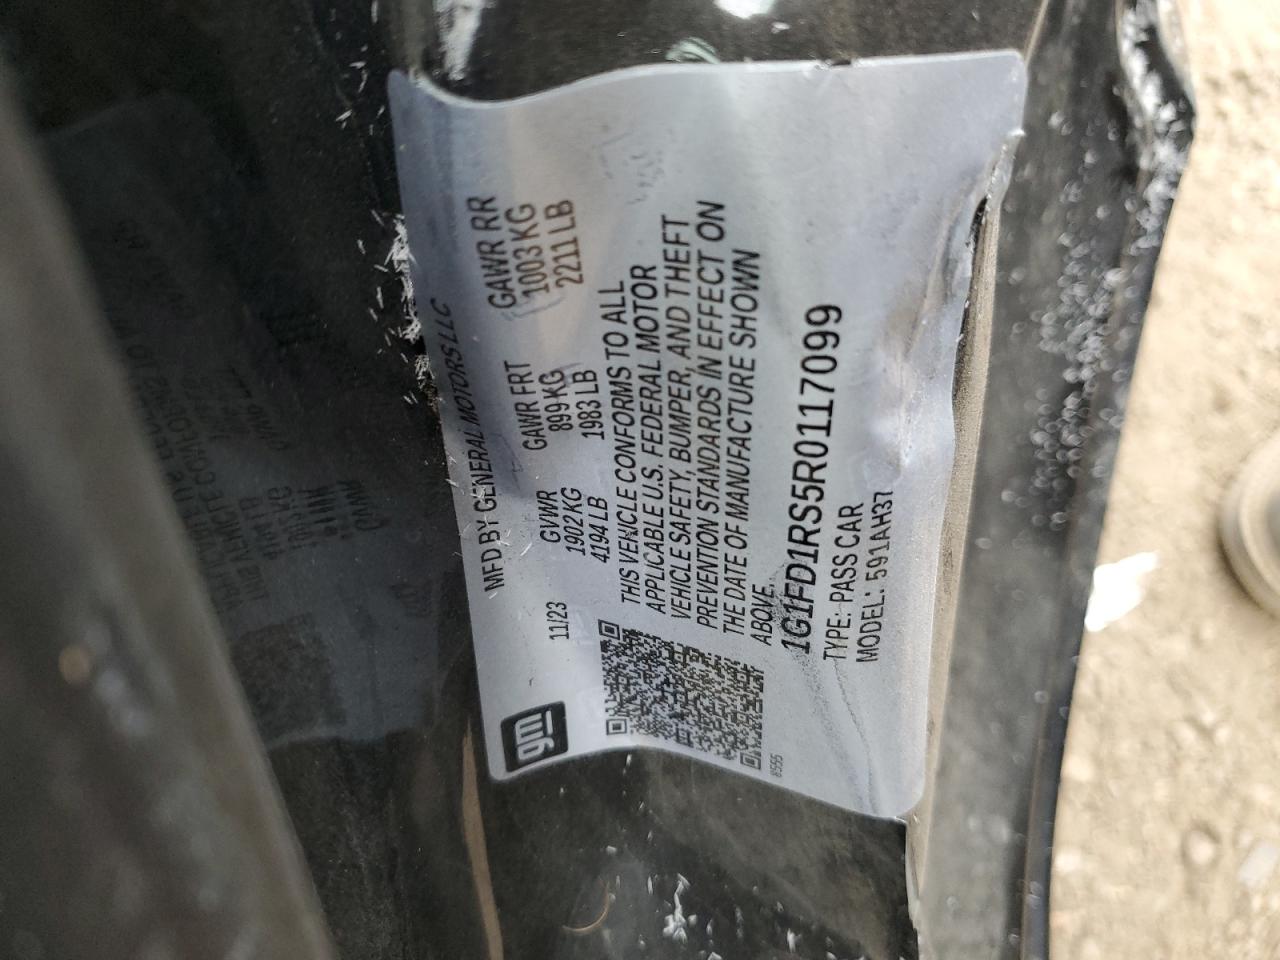 MFD BY GENERAL MOTORS LLC
11/23
GVWR GAWR FRT GAWR RR
1902 KG 899 KG 1003 KG
4194 LB 1983 LB 2211 LB
THIS VEHICLE CONFORMS TO ALL
APPLICABLE U.S. FEDERAL MOTOR
VEHICLE SAFETY, BUMPER, AND THEFT
PREVENTION STANDARDS IN EFFECT ON
THE DATE OF MANUFACTURE SHOWN
ABOVE.
1G1FD1RS5R0117099
TYPE: PASS CAR
MODEL: 591AH37
gm
8555